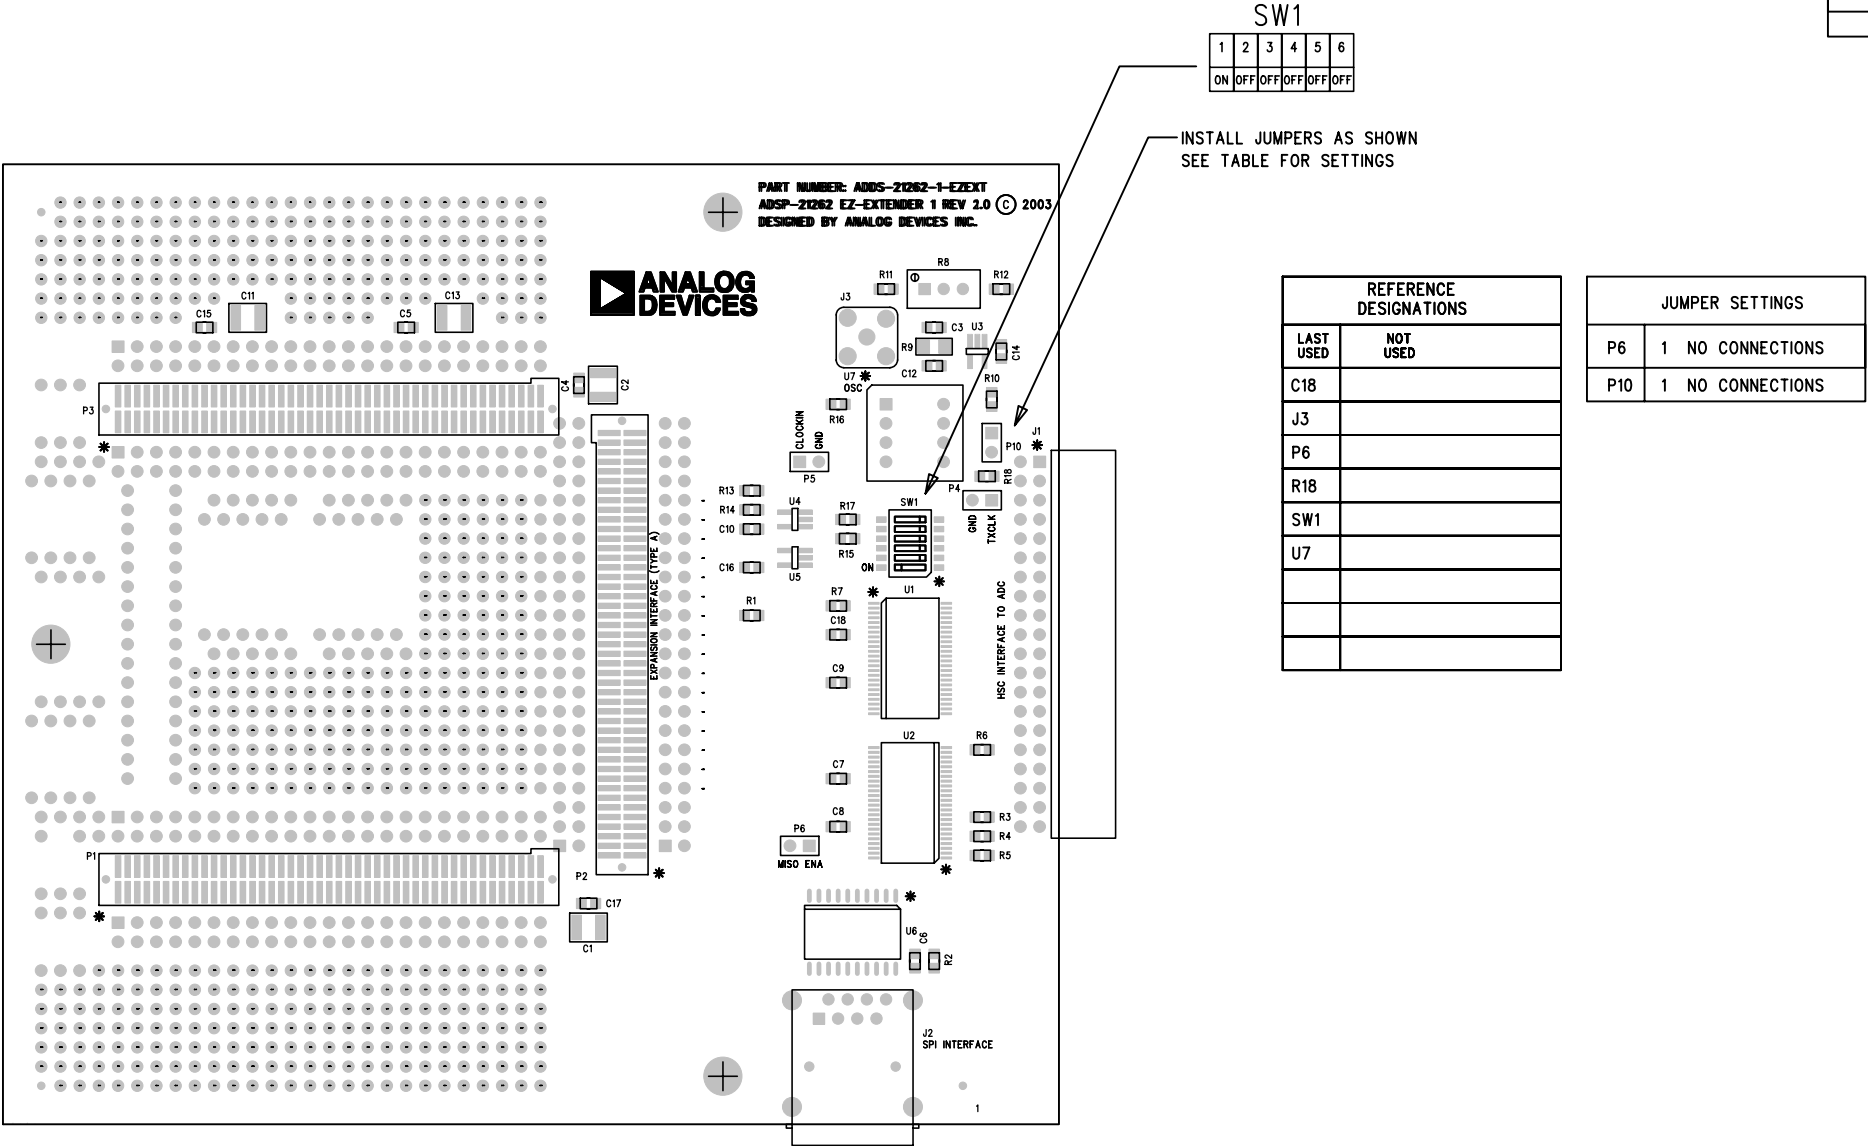 SW1
1 2 3 4 5 6
ON OFF OFF OFF OFF OFF
INSTALL JUMPERS AS SHOWN
SEE TABLE FOR SETTINGS
PART NUMBER: ADDS-21262-1-EZEXT
ADSP-21262 EZ-EXTENDER 1 REV 2.0 © 2003
DESIGNED BY ANALOG DEVICES INC.
ANALOG
DEVICES
R11
R8
R12
C11
C13
J3
C15
C5
C3
U3
R9
C14
C12
U7
OSC
R10
C4
C2
P3
R16
CLOCKIN
GND
P5
P10
J1
R18
P4
GND
TXCLK
R13
R14
C10
U4
R17
SW1
R15
C16
U5
ON
R1
R7
C18
U1
EXPANSION INTERFACE (TYPE A)
HSC INTERFACE TO ADC
C9
U2
R6
C7
C8
R3
R4
R5
P6
MISO ENA
P1
P2
C17
C1
U6
C6
R2
J2
SPI INTERFACE
1
REFERENCE
DESIGNATIONS
LAST
USED
NOT
USED
C18
J3
P6
R18
SW1
U7
JUMPER SETTINGS
P6 1 NO CONNECTIONS
P10 1 NO CONNECTIONS